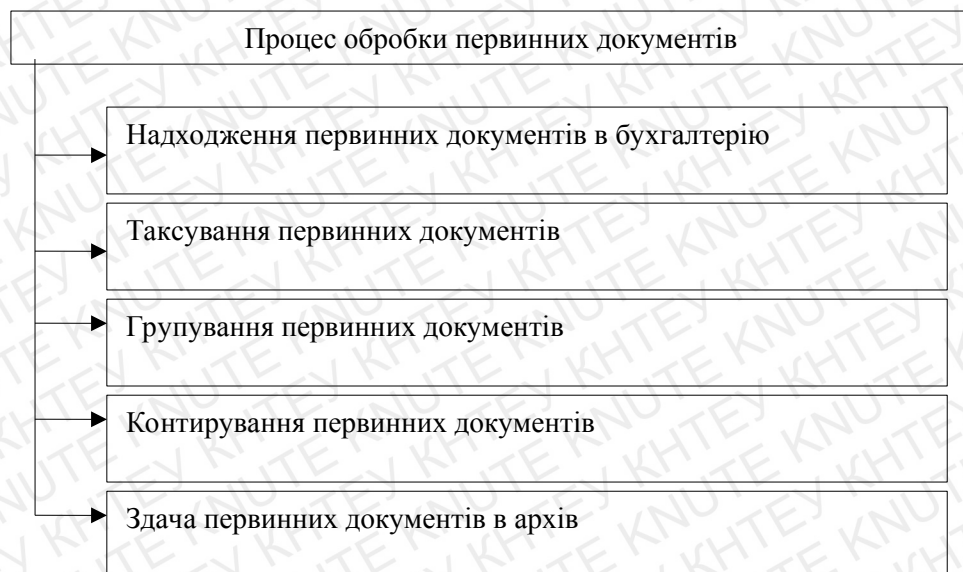 Процес обробки первинних документів
Надходження первинних документів в бухгалтерію
Таксування первинних документів
Групування первинних документів
Контирування первинних документів
Здача первинних документів в архів